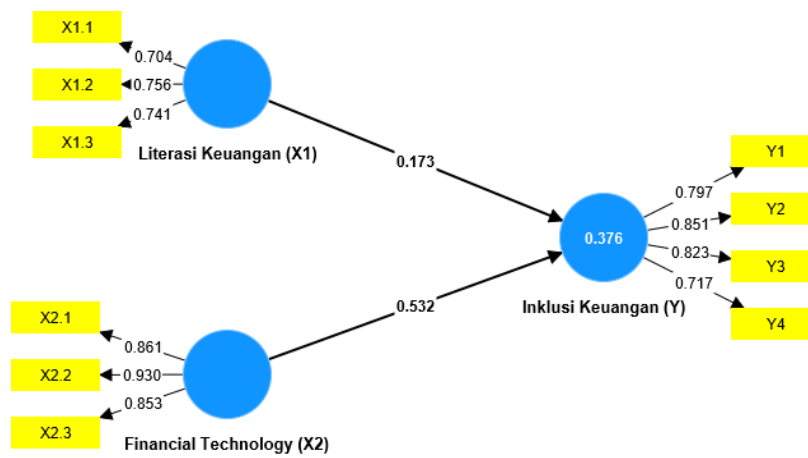 X1.1
0.704
X1.2
0.756
X1.3
0.741
Literasi Keuangan (X1)
0.173
Y1
0.797
Y2
0.851
0.376
Y3
0.823
Y4
0.717
Inklusi Keuangan (Y)
0.532
X2.1
0.861
X2.2
0.930
X2.3
0.853
Financial Technology (X2)